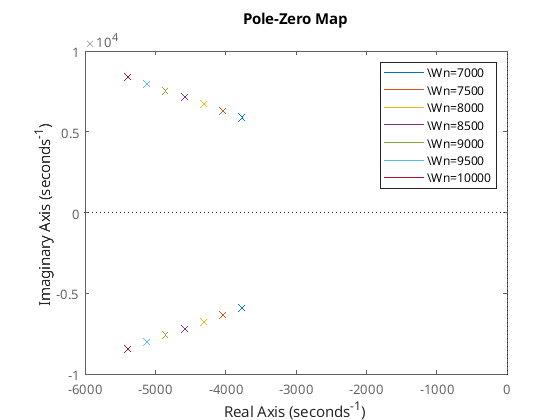 Pole-Zero Map
×10^4
1
0.5
0
-0.5
-1
Imaginary Axis (seconds^-1)
\Wn=7000
\Wn=7500
\Wn=8000
\Wn=8500
\Wn=9000
\Wn=9500
\Wn=10000
-6000 -5000 -4000 -3000 -2000 -1000 0
Real Axis (seconds^-1)